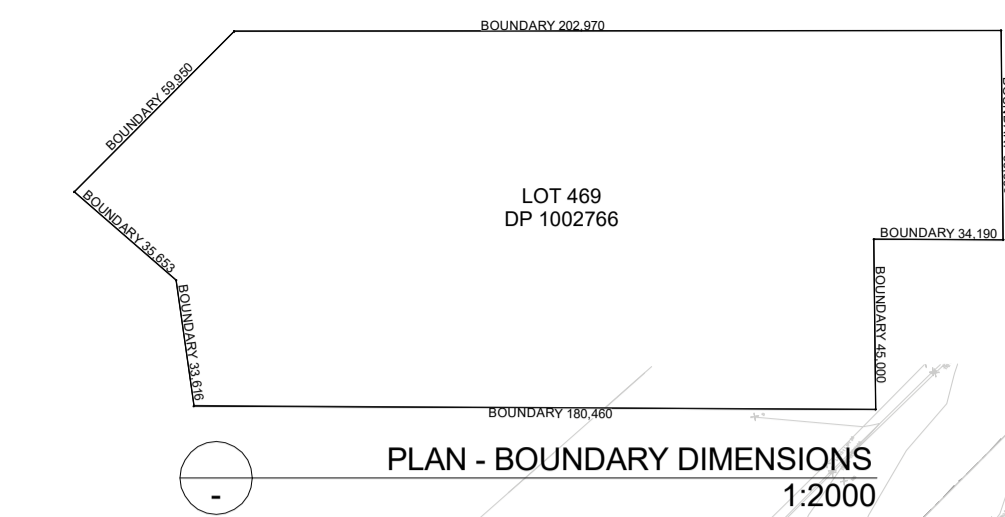 BOUNDARY 202,970
BOUNDARY 59,950
LOT 469
DP 1002766
BOUNDARY 35,653
BOUNDARY 34,190
BOUNDARY 33,616
BOUNDARY 45,000
BOUNDARY 180,460
PLAN - BOUNDARY DIMENSIONS
-
1:2000